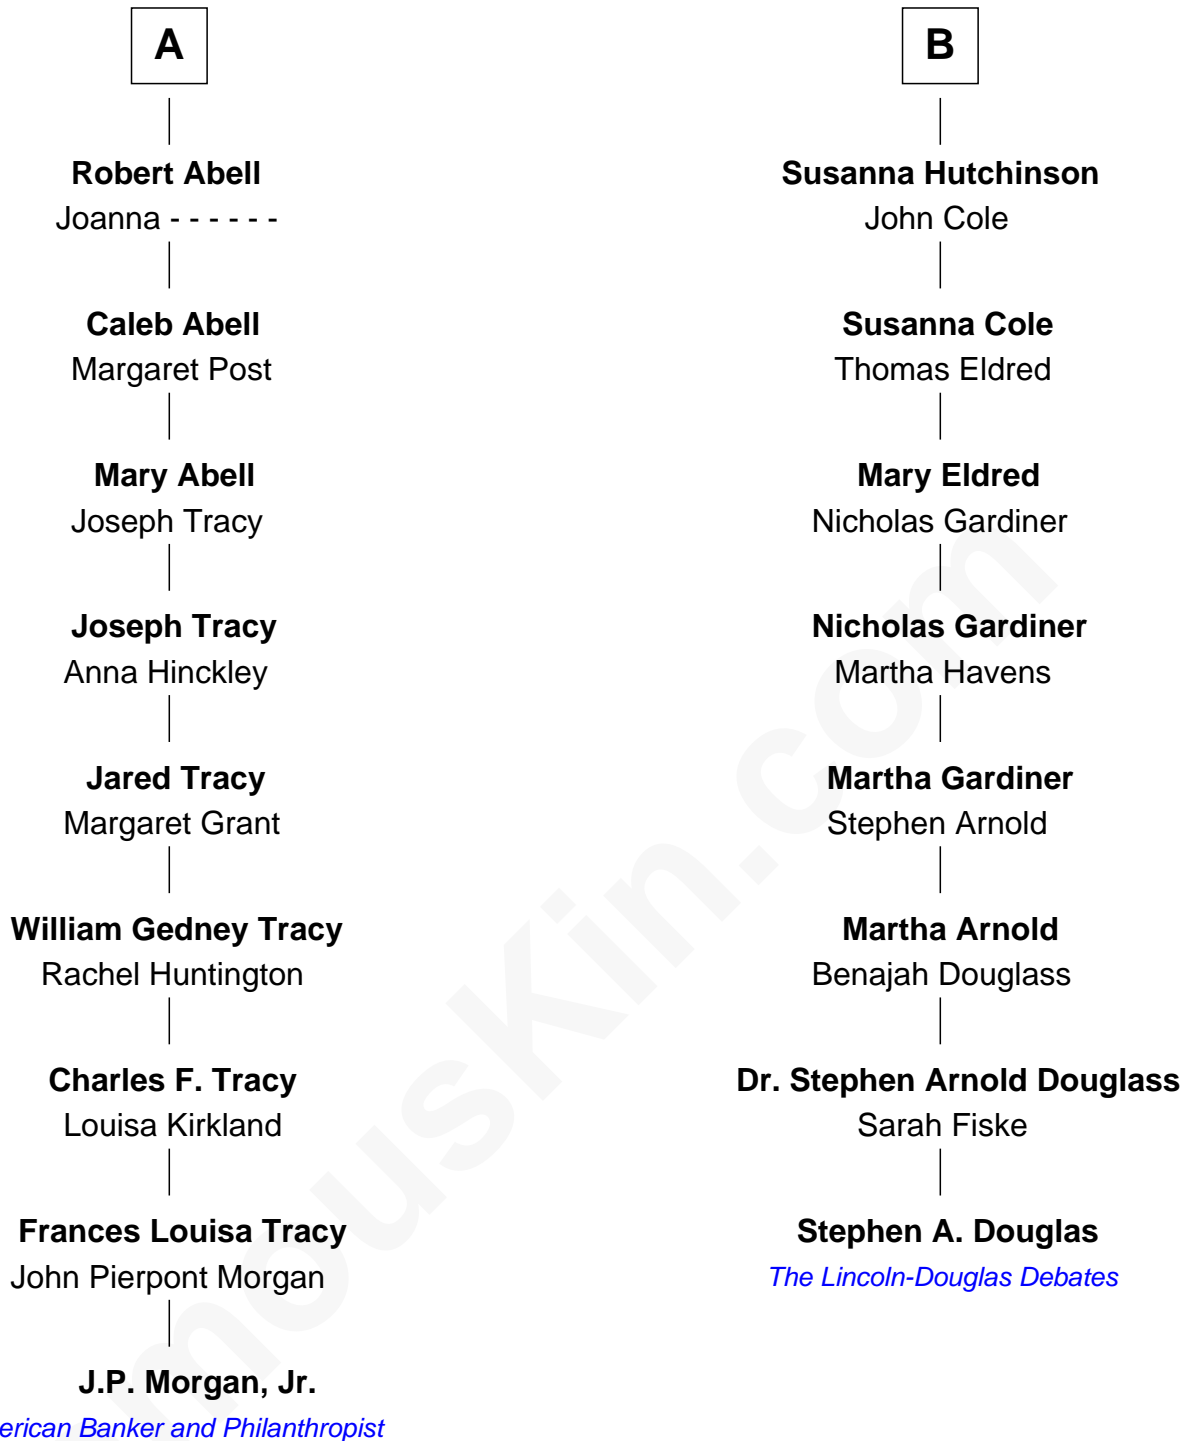 A
Robert Abell
Joanna - - - - - -
Caleb Abell
Margaret Post
Mary Abell
Joseph Tracy
Joseph Tracy
Anna Hinckley
Jared Tracy
Margaret Grant
William Gedney Tracy
Rachel Huntington
Charles F. Tracy
Louisa Kirkland
Frances Louisa Tracy
John Pierpont Morgan
J.P. Morgan, Jr.
erican Banker and Philanthropist
B
Susanna Hutchinson
John Cole
Susanna Cole
Thomas Eldred
Mary Eldred
Nicholas Gardiner
Nicholas Gardiner
Martha Havens
Martha Gardiner
Stephen Arnold
Martha Arnold
Benajah Douglass
Dr. Stephen Arnold Douglass
Sarah Fiske
Stephen A. Douglas
The Lincoln-Douglas Debates
mousKin.com